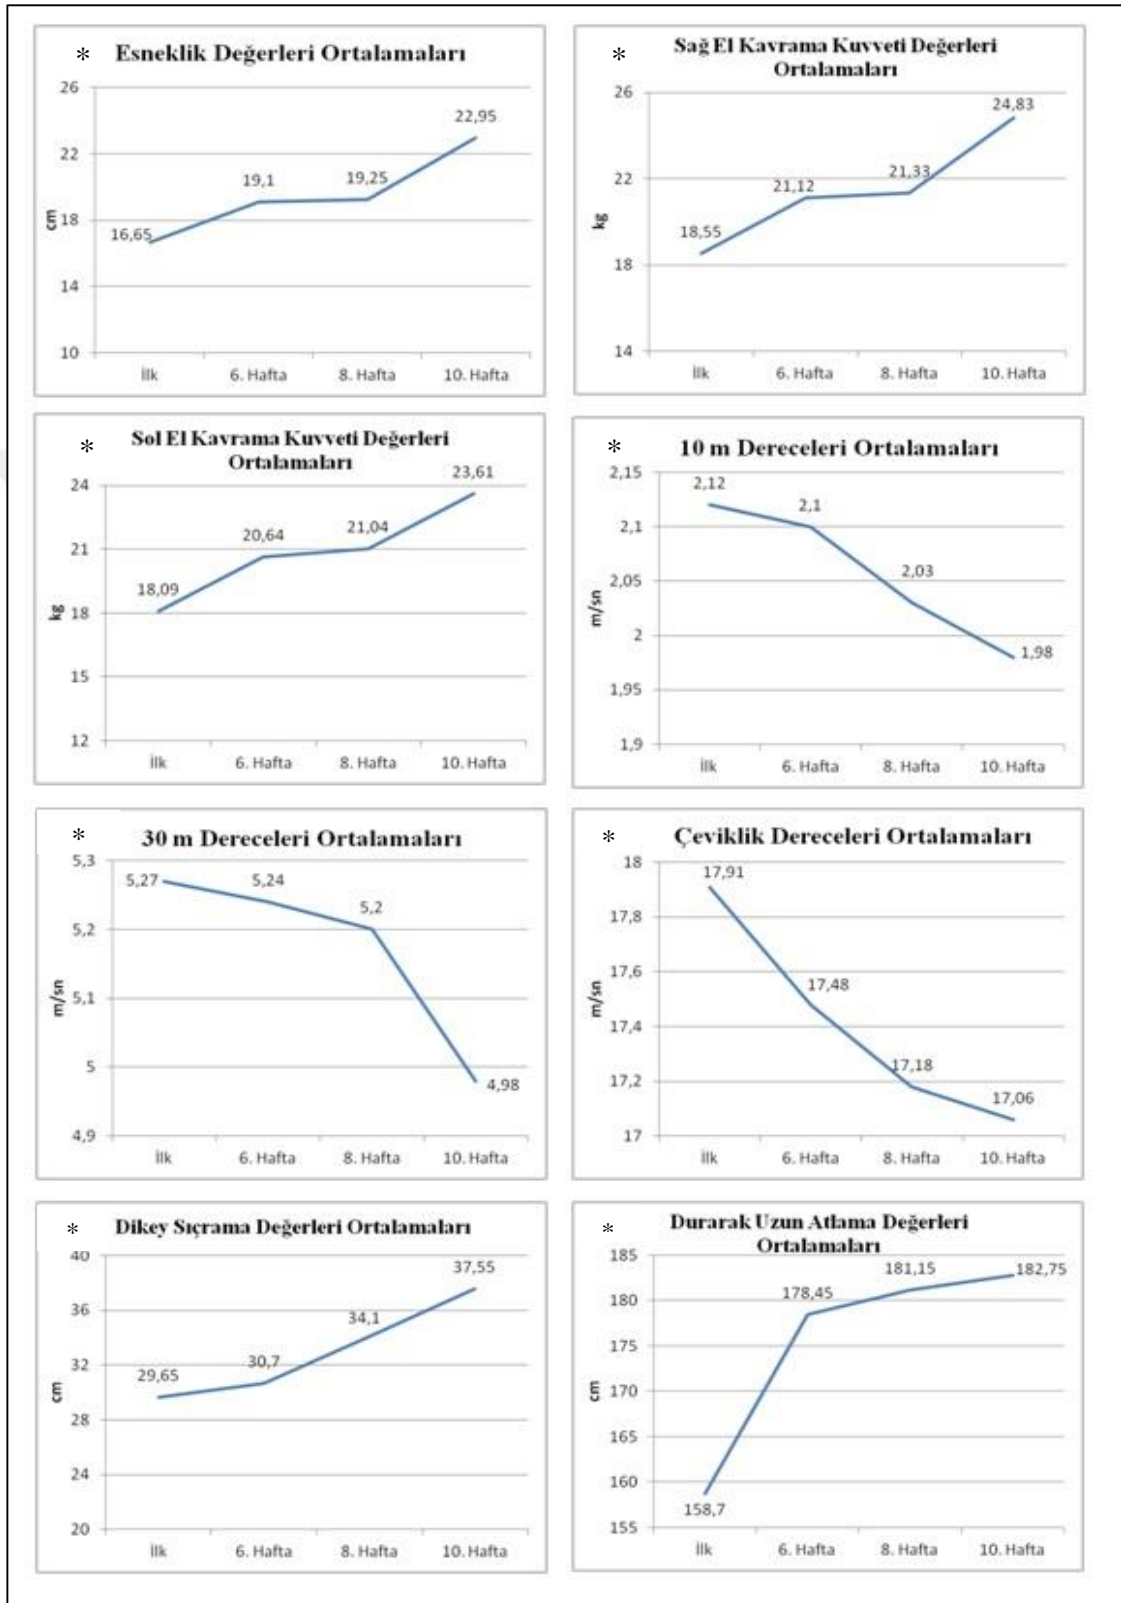 * Esneklik Değerleri Ortalamaları
26
22
18
14
10
cm
16,65
19,1
19,25
22,95
İlk
6. Hafta
8. Hafta
10. Hafta
* Sağ El Kavrama Kuvveti Değerleri
Ortalamaları
26
22
18
14
kg
18,55
21,12
21,33
24,83
İlk
6. Hafta
8. Hafta
10. Hafta
* Sol El Kavrama Kuvveti Değerleri
Ortalamaları
24
21
18
15
12
kg
18,09
20,64
21,04
23,61
İlk
6. Hafta
8. Hafta
10. Hafta
* 10 m Dereceleri Ortalamaları
2,15
2,1
2,05
2
1,95
1,9
m/sn
2,12
2,1
2,03
1,98
İlk
6. Hafta
8. Hafta
10. Hafta
* 30 m Dereceleri Ortalamaları
5,3
5,2
5,1
5
4,9
m/sn
5,27
5,24
5,2
4,98
İlk
6. Hafta
8. Hafta
10. Hafta
* Çeviklik Dereceleri Ortalamaları
18
17,8
17,6
17,4
17,2
17
m/sn
17,91
17,48
17,18
17,06
İlk
6. Hafta
8. Hafta
10. Hafta
* Dikey Sıçrama Değerleri Ortalamaları
40
36
32
28
24
20
cm
29,65
30,7
34,1
37,55
İlk
6. Hafta
8. Hafta
10. Hafta
* Durarak Uzun Atlama Değerleri
Ortalamaları
185
180
175
170
165
160
155
cm
158,7
178,45
181,15
182,75
İlk
6. Hafta
8. Hafta
10. Hafta